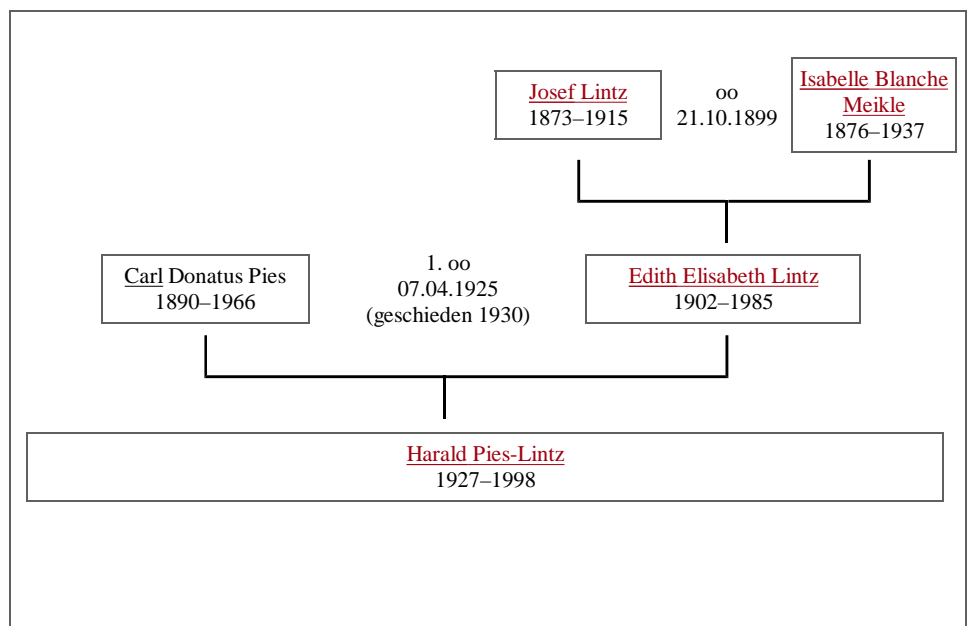 Josef Lintz
1873–1915
oo
21.10.1899
Isabelle Blanche
Meikle
1876–1937
Carl Donatus Pies
1890–1966
1. oo
07.04.1925
(geschieden 1930)
Edith Elisabeth Lintz
1902–1985
Harald Pies-Lintz
1927–1998